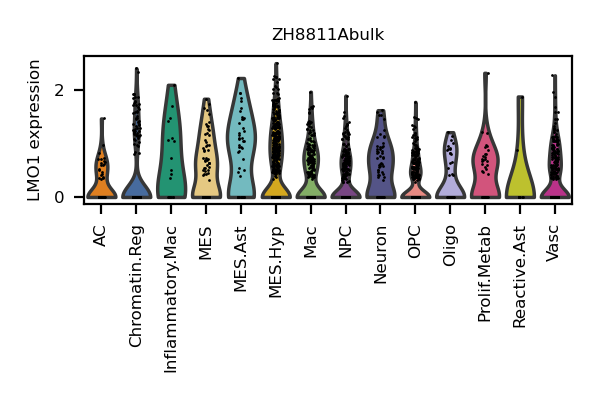 ZH8811Abulk
LMO1 expression
2
0
AC
Chromatin.Reg
Inflammatory.Mac
MES
MES.Ast
MES.Hyp
Mac
NPC
Neuron
OPC
Oligo
Prolif.Metab
Reactive.Ast
Vasc